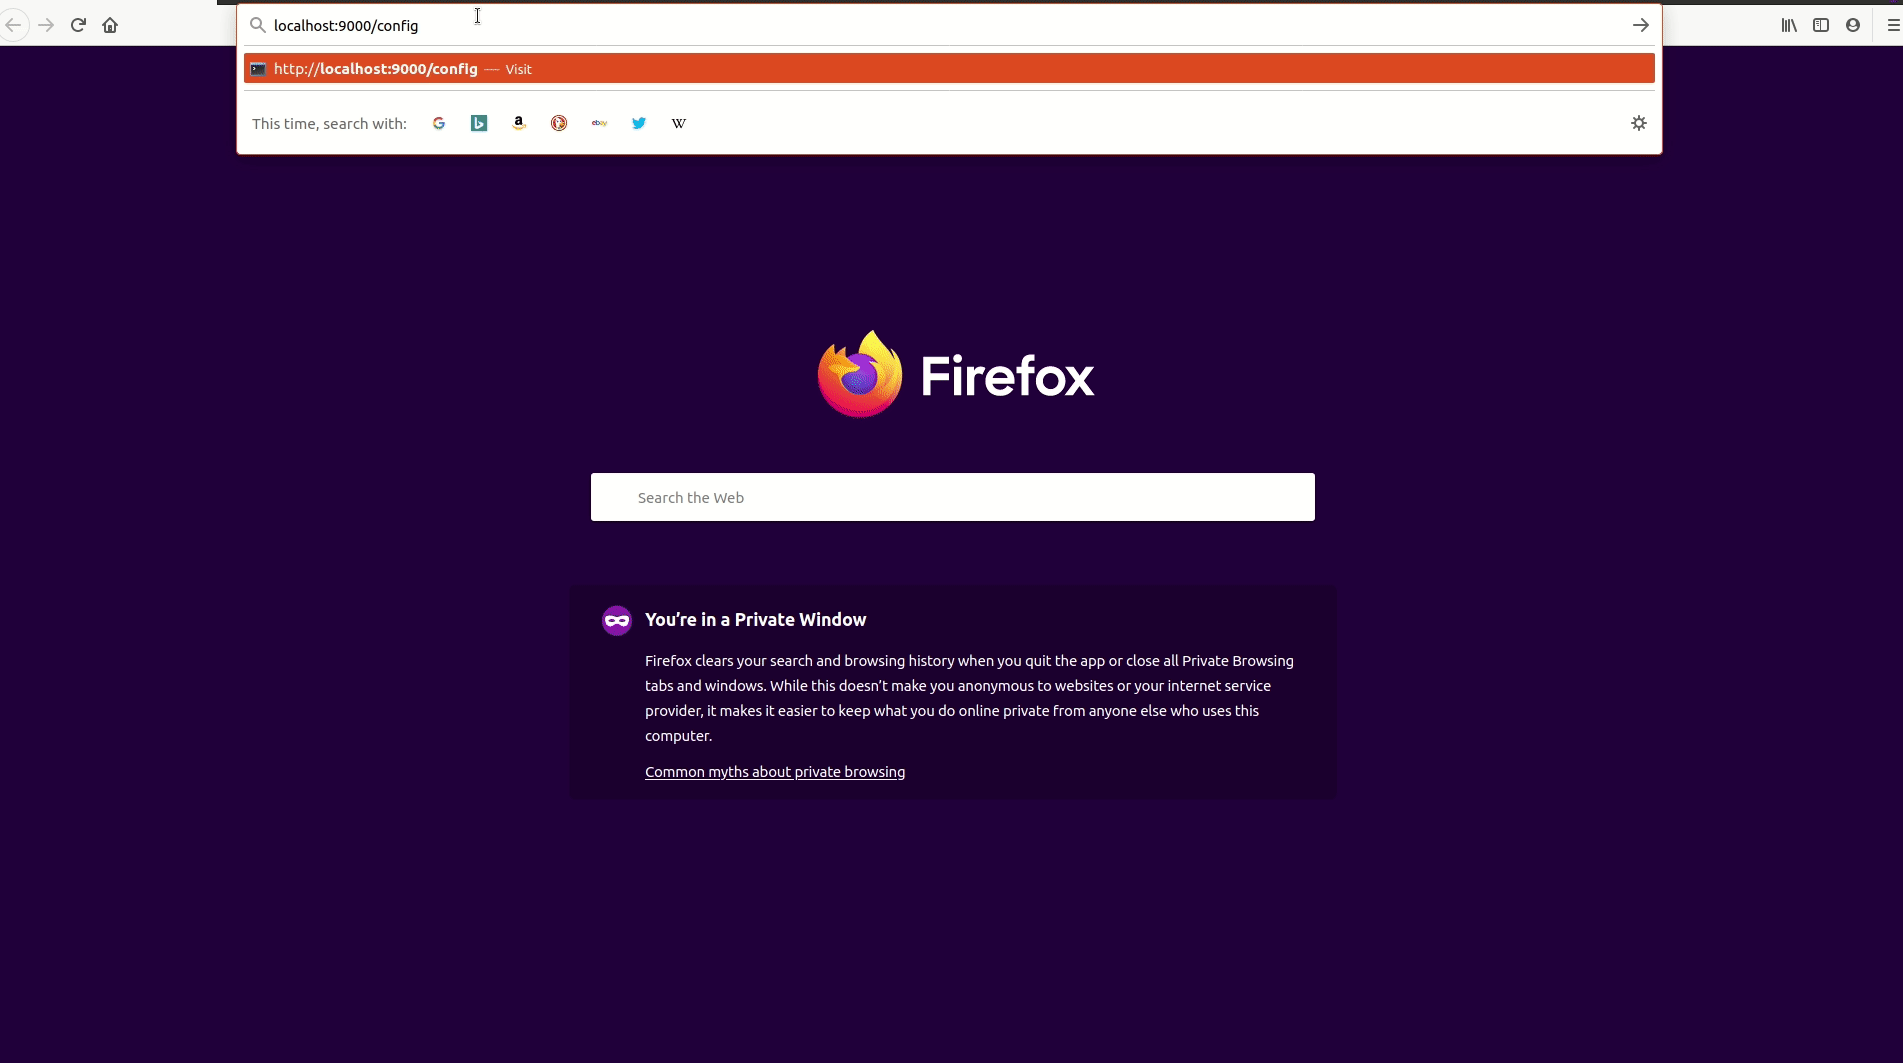 localhost:9000/config
http://localhost:9000/config — Visit
This time, search with:
ebay
W
Firefox
Search the Web
You’re in a Private Window
Firefox clears your search and browsing history when you quit the app or close all Private Browsing
tabs and windows. While this doesn’t make you anonymous to websites or your internet service
provider, it makes it easier to keep what you do online private from anyone else who uses this
computer.
Common myths about private browsing